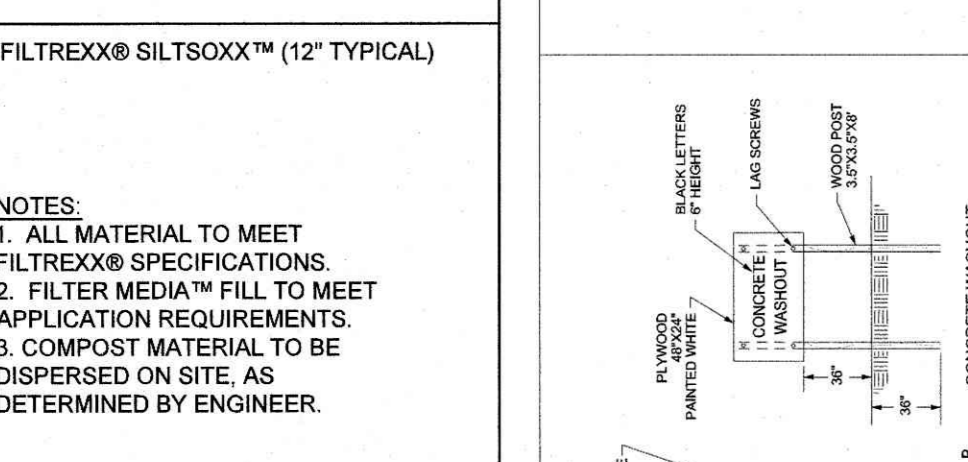 FILTREXX® SILTSOXX™ (12" TYPICAL)
NOTES:
1. ALL MATERIAL TO MEET
FILTREXX® SPECIFICATIONS.
2. FILTER MEDIA™ FILL TO MEET
APPLICATION REQUIREMENTS.
3. COMPOST MATERIAL TO BE
DISPERSED ON SITE, AS
DETERMINED BY ENGINEER.
BLACK LETTERS
6" HEIGHT
LAG SCREWS
WOOD POST
3.5"X3.5"X8'
PLYWOOD
48"X24"
PAINTED WHITE
CONCRETE
WASHOUT
36"
36"
CONCRETE WASHOUT